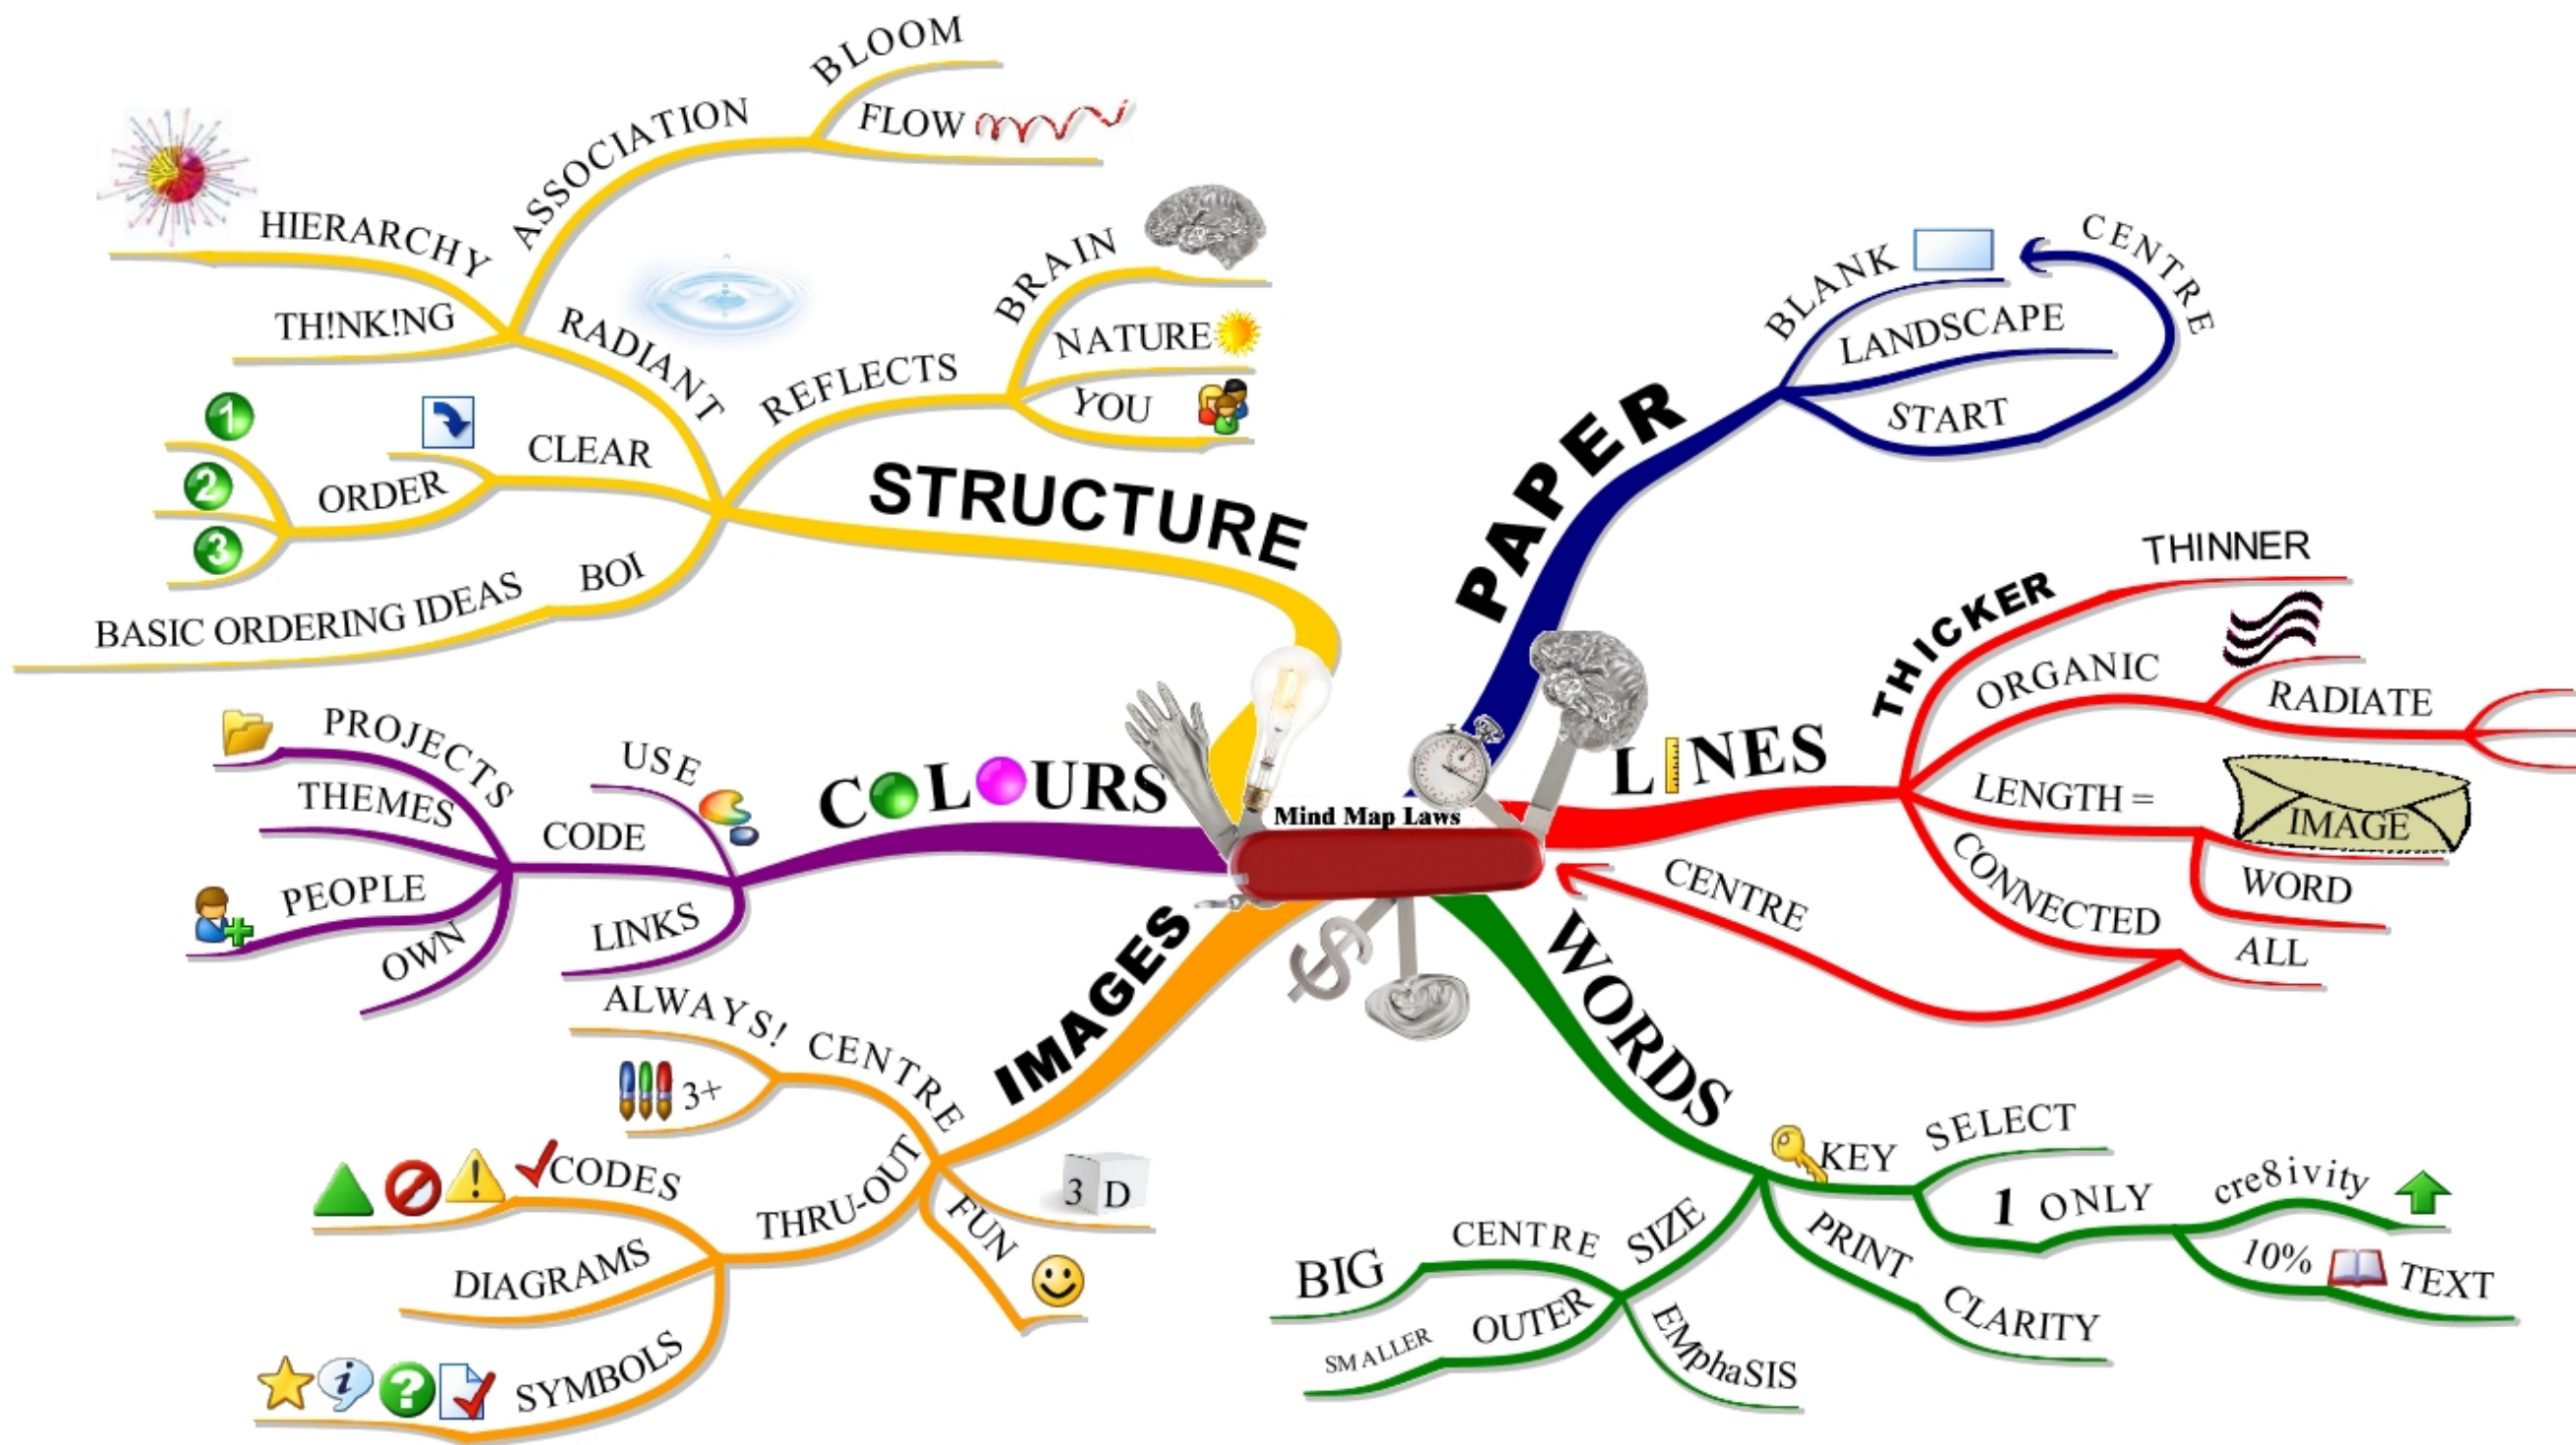 Mind Map Laws
PAPER
BLANK
LANDSCAPE
START
CENTRE
LINES
THICKER
THINNER
ORGANIC
RADIATE
LENGTH =
IMAGE
WORD
CONNECTED
ALL
CENTRE
WORDS
KEY
SELECT
1 ONLY
cre8ivity
10% TEXT
PRINT
CLARITY
SIZE
CENTRE
BIG
OUTER
SMALLER
EMphaSIS
IMAGES
CENTRE
ALWAYS!
3+
THRU-OUT
CODES
DIAGRAMS
SYMBOLS
i
?
!
3 D
FUN
COLOURS
USE
CODE
PROJECTS
THEMES
PEOPLE
OWN
LINKS
STRUCTURE
REFLECTS
BRAIN
NATURE
YOU
RADIANT
ASSOCIATION
BLOOM
FLOW
HIERARCHY
TH!NK!NG
CLEAR
ORDER
1
2
3
BOI
BASIC ORDERING IDEAS
$